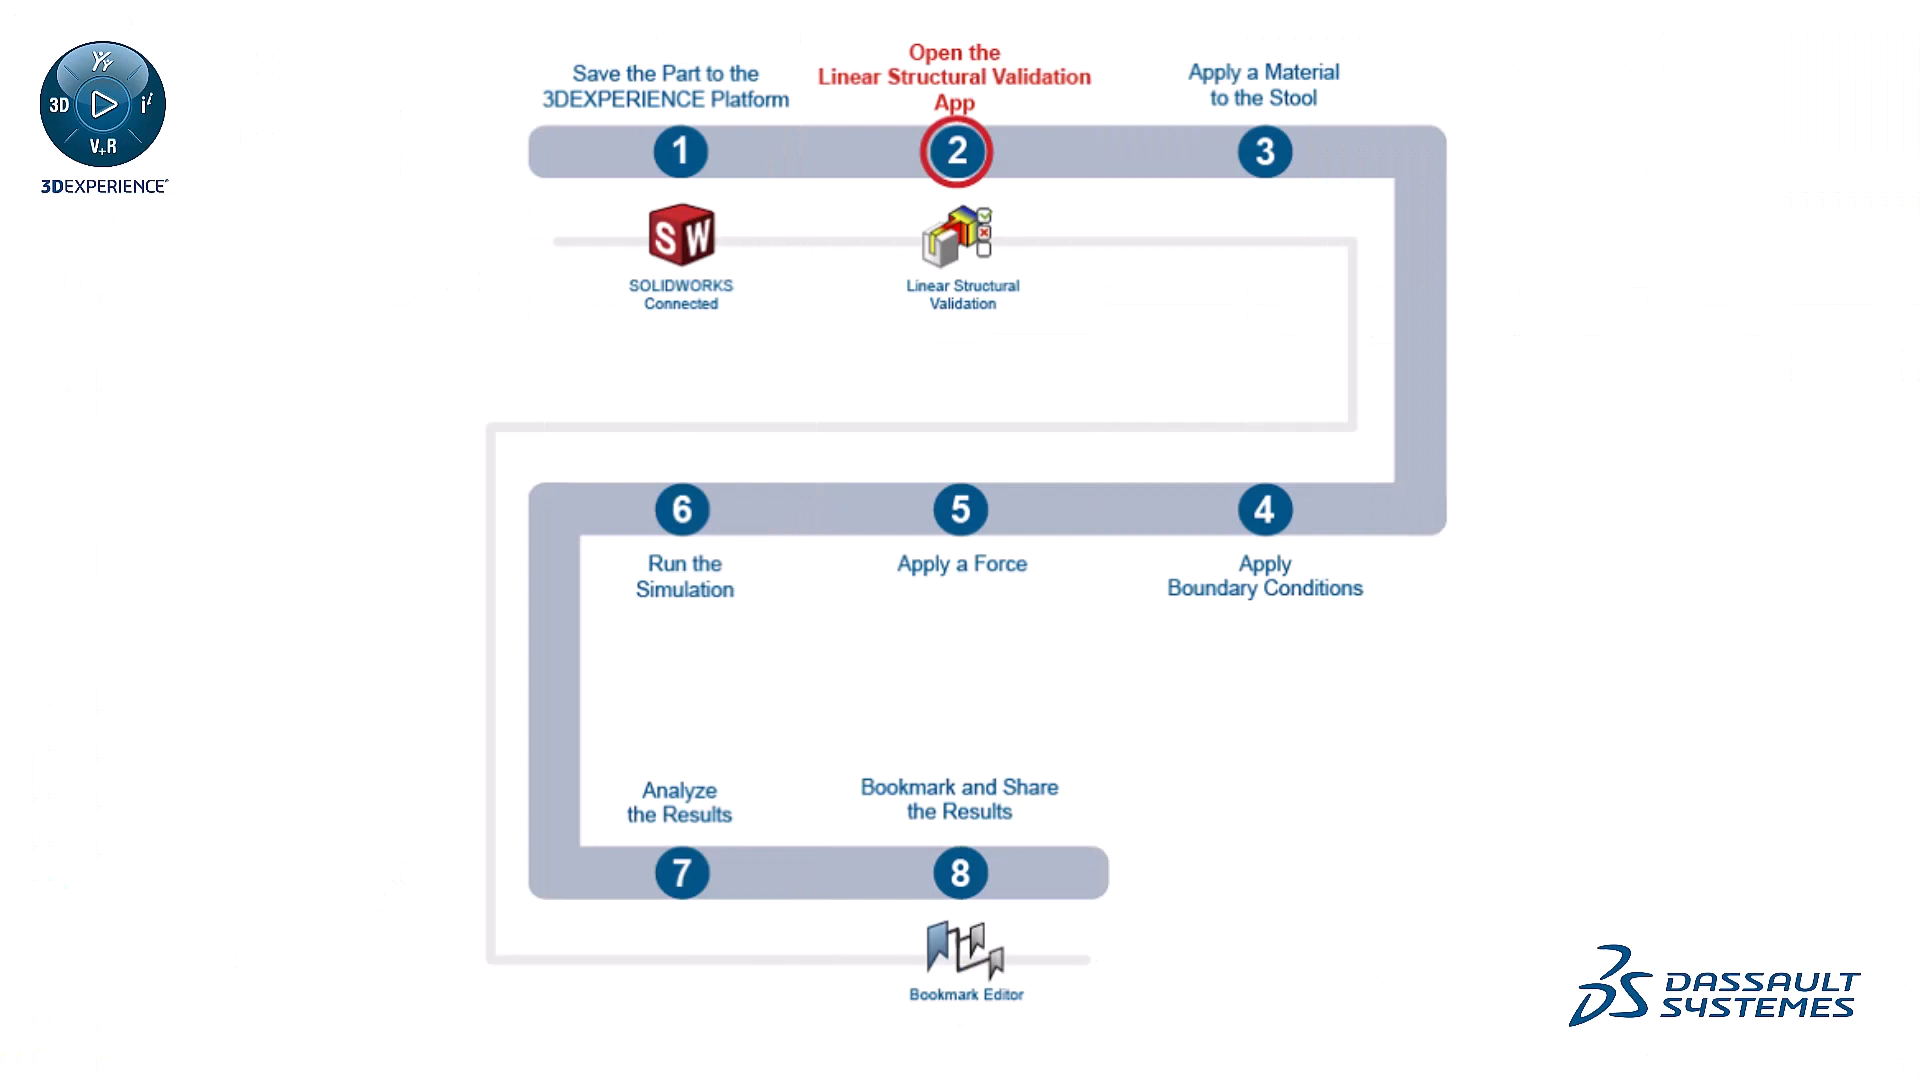 3D
i
V+R
3DEXPERIENCE
Save the Part to the
3DEXPERIENCE Platform
Open the
Linear Structural Validation
App
Apply a Material
to the Stool
1
2
3
SW
SOLIDWORKS
Connected
Linear Structural
Validation
6
5
4
Run the
Simulation
Apply a Force
Apply
Boundary Conditions
Analyze
the Results
Bookmark and Share
the Results
7
8
Bookmark Editor
DS DASSAULT
SYSTEMES